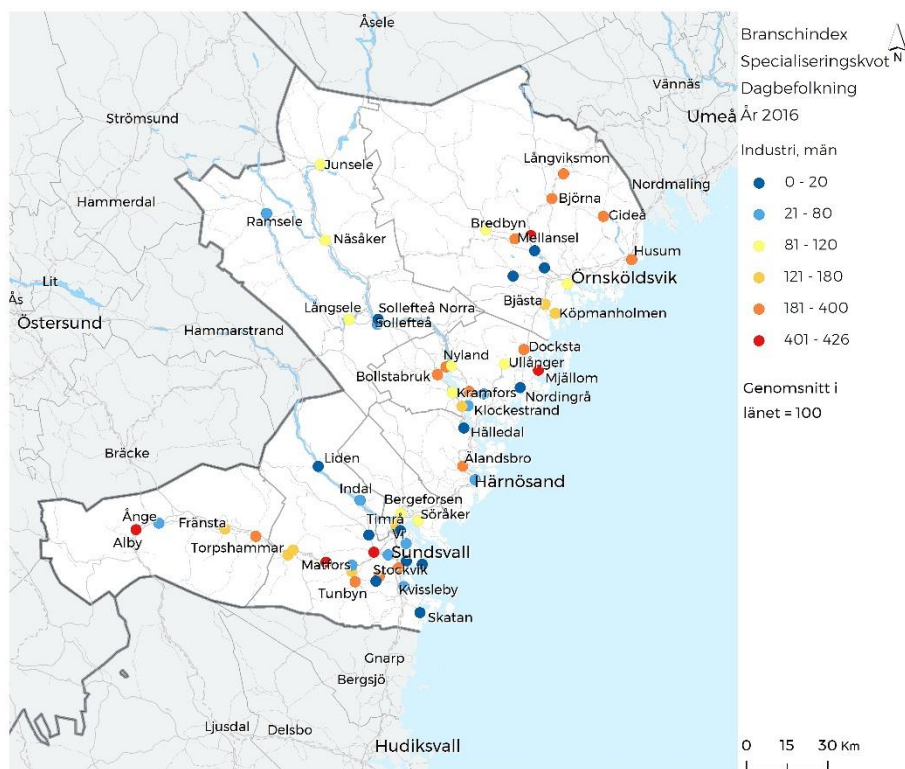 Åsele
Branschindex
Specialiseringskvot
Dagbefolkning
År 2016
N
Vännäs
Umeå
Strömsund
Industri, män
Långviksmon
Junsele
Nordmaling
0 - 20
Hammerdal
Björna
21 - 80
Ramsele
Bredbyn
Gideå
81 - 120
Näsåker
Mellansel
Husum
121 - 180
Lit
Örnsköldsvik
181 - 400
Ås
Östersund
Långsele
Sollefteå Norra
Sollefteå
Bjästa
Köpmanholmen
401 - 426
Hammarstrand
Docksta
Nyland
Ullånger
Bollstabruk
Mjällom
Genomsnitt i
länet = 100
Kramfors
Nordingrå
Klockestrand
Hälledal
Bräcke
Liden
Älandsbro
Härnösand
Indal
Bergeforsen
Ånge
Fränsta
Timrå
Söråker
Alby
Torpshammar
Vi
Sundsvall
Matfors
Stockvik
Tunbyn
Kvissleby
Skatan
Gnarp
Bergsjö
Ljusdal
Delsbo
Hudiksvall
0 15 30 Km